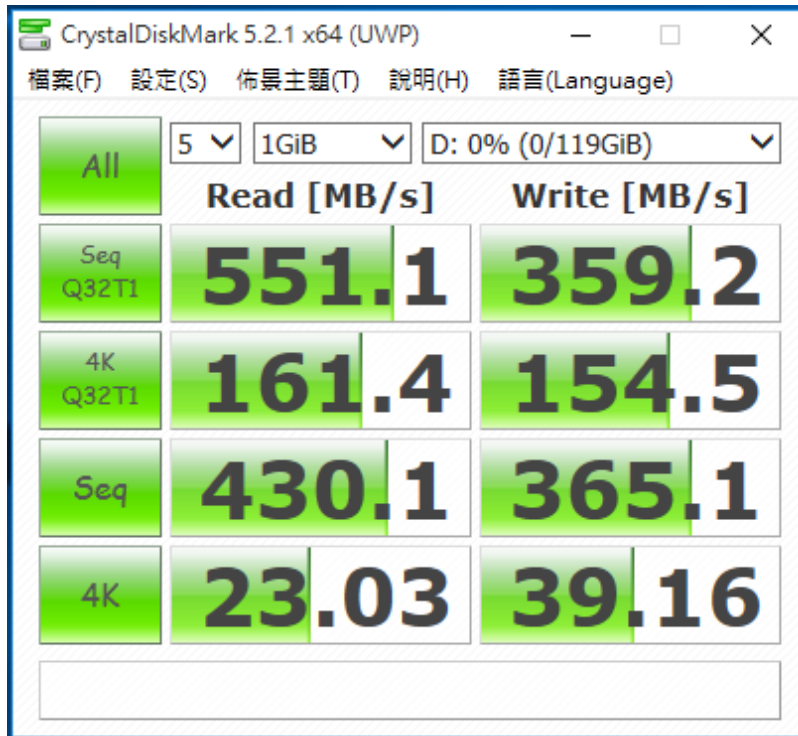 CrystalDiskMark 5.2.1 x64 (UWP)
檔案(F) 設定(S) 佈景主題(T) 說明(H) 語言(Language)
All 5 1GiB D: 0% (0/119GiB)
Read [MB/s] Write [MB/s]
Seq Q32T1 551.1 359.2
4K Q32T1 161.4 154.5
Seq 430.1 365.1
4K 23.03 39.16